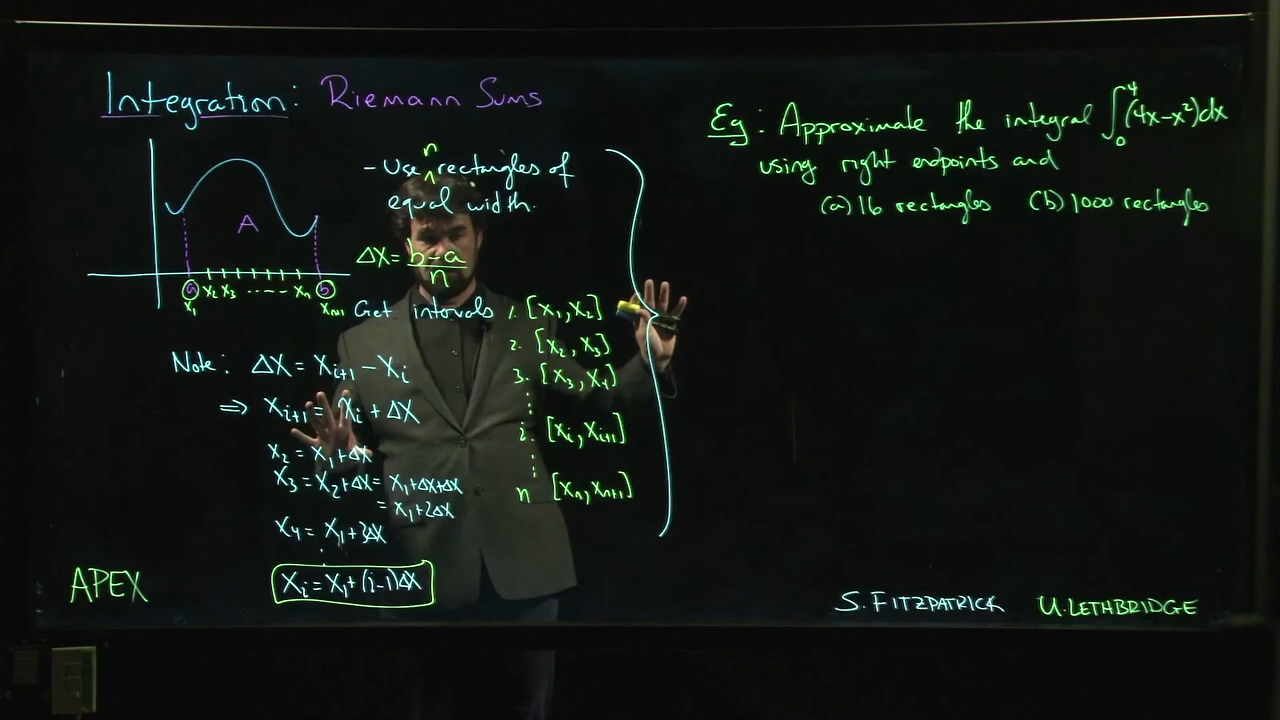 Integration: Riemann Sums
A
a x₂ x₃ ..... xₙ b
x₁ xₙ₊₁
- Use n rectangles of
equal width.
Δx = (b-a)/n
Get intervals 1. [x₁, x₂]
2. [x₂, x₃]
3. [x₃, x₄]
⋮
i. [xᵢ, xᵢ₊₁]
⋮
n [xₙ, xₙ₊₁]
Note: Δx = xᵢ₊₁ - xᵢ
⇒ xᵢ₊₁ = xᵢ + Δx
x₂ = x₁ + Δx
x₃ = x₂ + Δx = x₁ + Δx + Δx
= x₁ + 2Δx
x₄ = x₁ + 3Δx
⋮
xᵢ = x₁ + (i-1)Δx
APEX
Eg: Approximate the integral ∫₀⁴ (4x-x²)dx
using right endpoints and
(a) 16 rectangles (b) 1000 rectangles
S. FITZPATRICK U. LETHBRIDGE